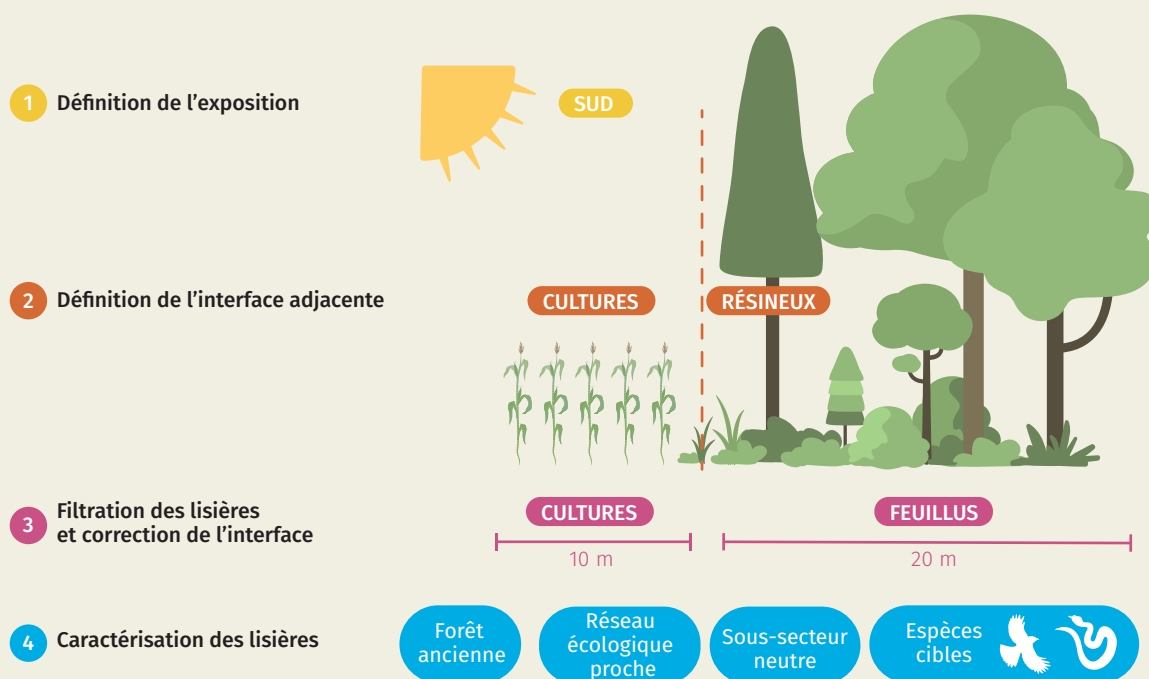 1 Définition de l'exposition
SUD
2 Définition de l'interface adjacente
CULTURES
RÉSINEUX
3 Filtration des lisières
et correction de l'interface
CULTURES
FEUILLUS
10 m
20 m
4 Caractérisation des lisières
Forêt
ancienne
Réseau
écologique
proche
Sous-secteur
neutre
Espèces
cibles